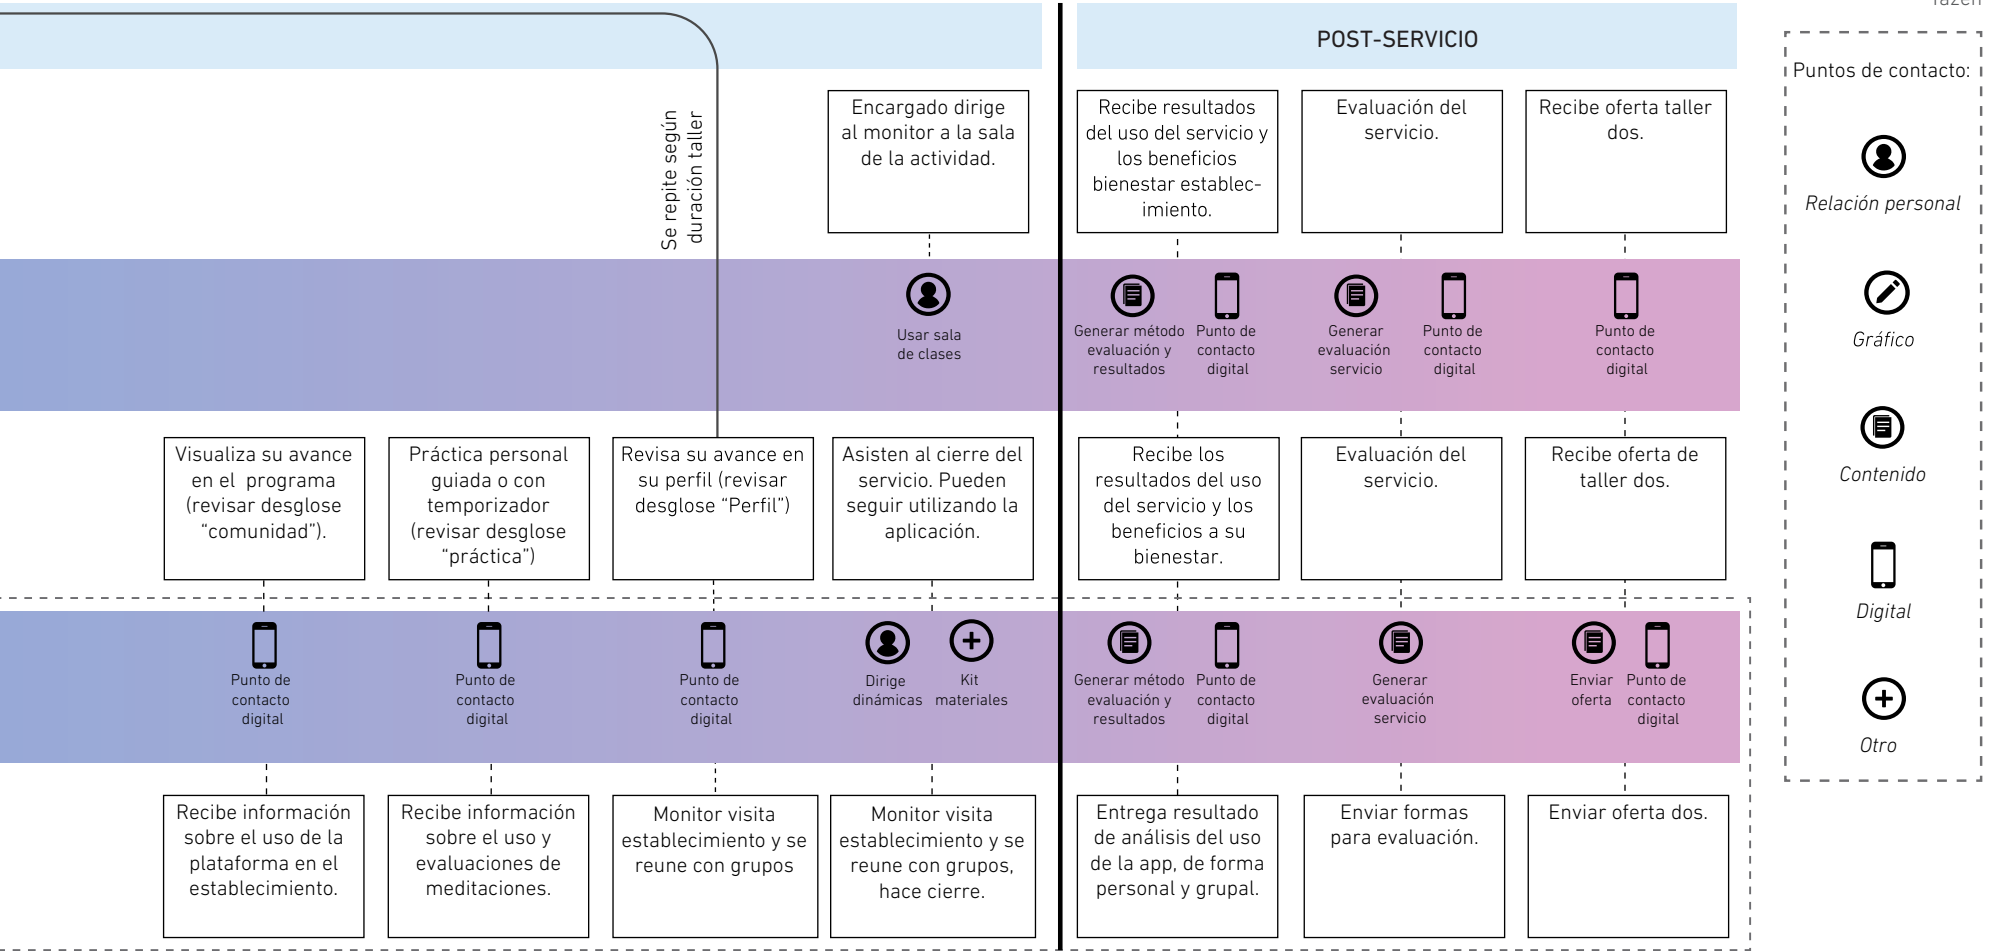 razen
POST-SERVICIO
Puntos de contacto:
Relación personal
Gráfico
Contenido
Digital
Otro
Se repite según
duración taller
Encargado dirige
al monitor a la sala
de la actividad.
Recibe resultados
del uso del servicio y
los beneficios
bienestar establec-
imiento.
Evaluación del
servicio.
Recibe oferta taller
dos.
Usar sala
de clases
Generar método
evaluación y
resultados
Punto de
contacto
digital
Generar
evaluación
servicio
Punto de
contacto
digital
Punto de
contacto
digital
Visualiza su avance
en el programa
(revisar desglose
“comunidad”).
Práctica personal
guiada o con
temporizador
(revisar desglose
“práctica”)
Revisa su avance en
su perfil (revisar
desglose “Perfil”)
Asisten al cierre del
servicio. Pueden
seguir utilizando la
aplicación.
Recibe los
resultados del uso
del servicio y los
beneficios a su
bienestar.
Evaluación del
servicio.
Recibe oferta de
taller dos.
Punto de
contacto
digital
Punto de
contacto
digital
Punto de
contacto
digital
Dirige
dinámicas
Kit
materiales
Generar método
evaluación y
resultados
Punto de
contacto
digital
Generar
evaluación
servicio
Enviar
oferta
Punto de
contacto
digital
Recibe información
sobre el uso de la
plataforma en el
establecimiento.
Recibe información
sobre el uso y
evaluaciones de
meditaciones.
Monitor visita
establecimiento y se
reune con grupos
Monitor visita
establecimiento y se
reune con grupos,
hace cierre.
Entrega resultado
de análisis del uso
de la app, de forma
personal y grupal.
Enviar formas
para evaluación.
Enviar oferta dos.